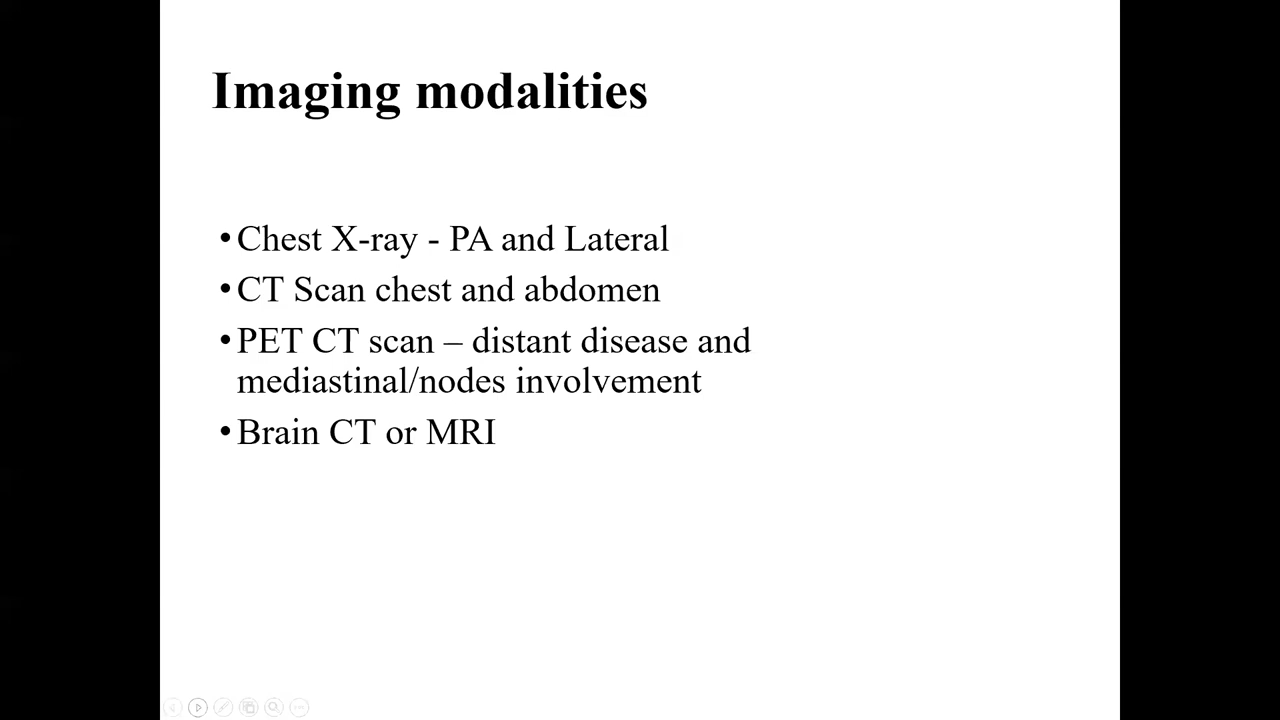 Imaging modalities
•Chest X-ray - PA and Lateral
•CT Scan chest and abdomen
•PET CT scan – distant disease and
mediastinal/nodes involvement
•Brain CT or MRI